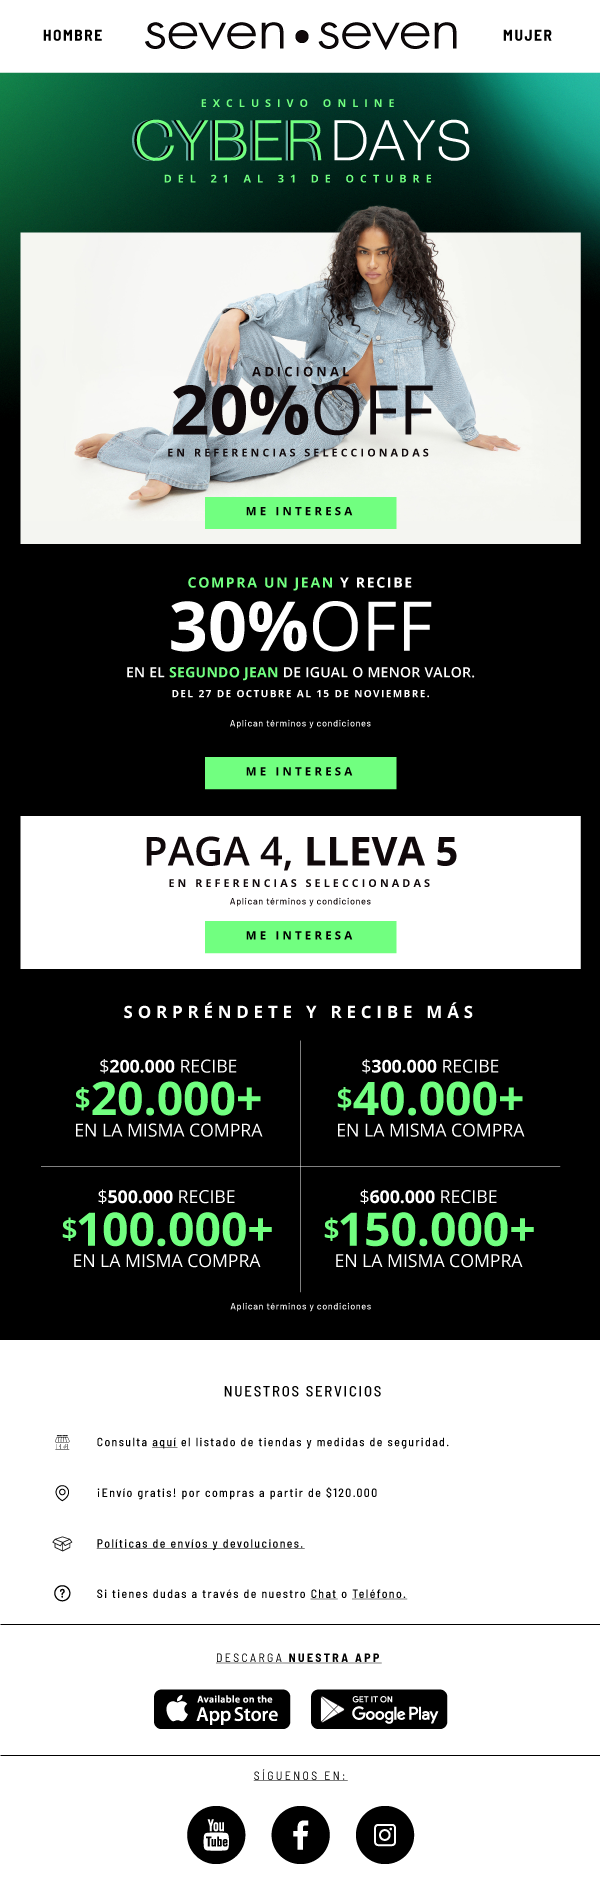 HOMBRE
seven•seven
MUJER
EXCLUSIVO ONLINE
CYBERDAYS
DEL 21 AL 31 DE OCTUBRE
ADICIONAL
20%OFF
EN REFERENCIAS SELECCIONADAS
ME INTERESA
COMPRA UN JEAN Y RECIBE
30%OFF
EN EL SEGUNDO JEAN DE IGUAL O MENOR VALOR.
DEL 27 DE OCTUBRE AL 15 DE NOVIEMBRE.
Aplican términos y condiciones
ME INTERESA
PAGA 4, LLEVA 5
EN REFERENCIAS SELECCIONADAS
Aplican términos y condiciones
ME INTERESA
SORPRÉNDETE Y RECIBE MÁS
$200.000 RECIBE
$20.000+
EN LA MISMA COMPRA
$300.000 RECIBE
$40.000+
EN LA MISMA COMPRA
$500.000 RECIBE
$100.000+
EN LA MISMA COMPRA
$600.000 RECIBE
$150.000+
EN LA MISMA COMPRA
Aplican términos y condiciones
NUESTROS SERVICIOS
Consulta aquí el listado de tiendas y medidas de seguridad.
¡Envío gratis! por compras a partir de $120.000
Políticas de envíos y devoluciones.
Si tienes dudas a través de nuestro Chat o Teléfono.
DESCARGA NUESTRA APP
Available on the
App Store
GET IT ON
Google Play
SÍGUENOS EN:
You
Tube